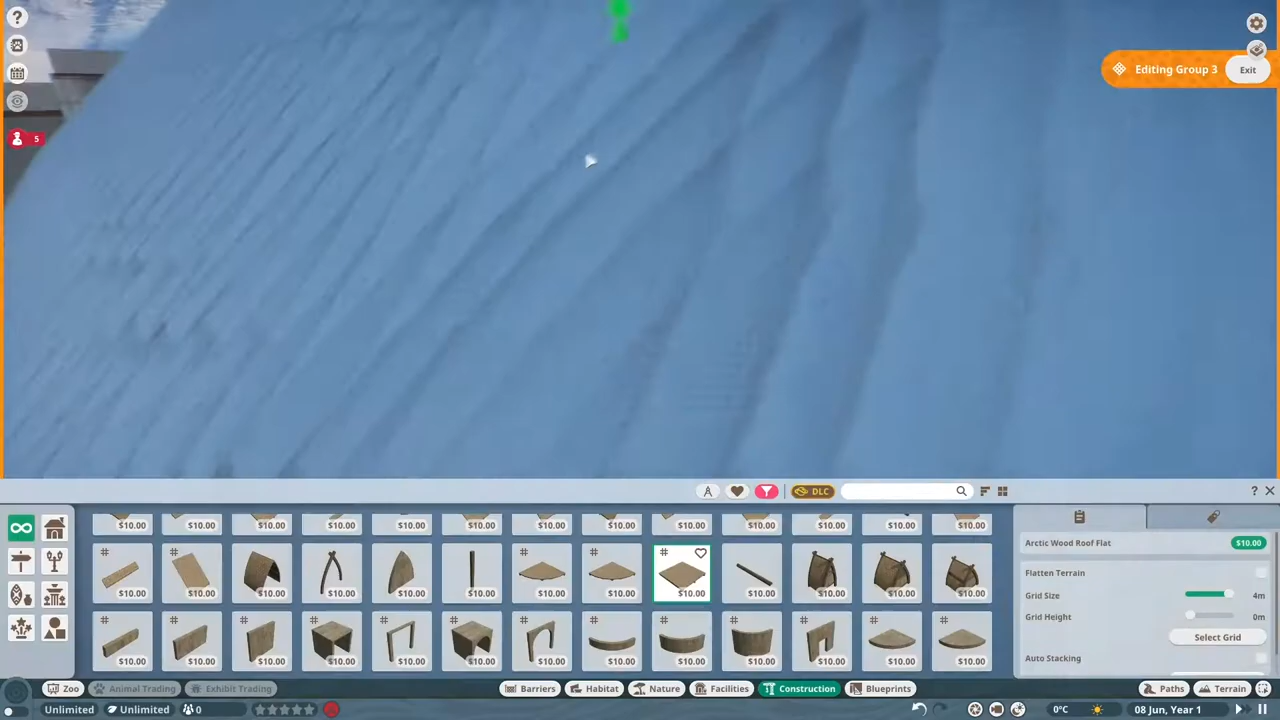 ?
Editing Group 3 Exit
5
DLC
? ×
$10.00 $10.00 $10.00 $10.00 $10.00 $10.00 $10.00 $10.00 $10.00 $10.00 $10.00 $10.00 $10.00
# # # # # #
$10.00 $10.00 $10.00 $10.00 $10.00 $10.00 $10.00 $10.00 $10.00 $10.00 $10.00 $10.00 $10.00
# # # # # # # # # # # # #
$10.00 $10.00 $10.00 $10.00 $10.00 $10.00 $10.00 $10.00 $10.00 $10.00 $10.00 $10.00 $10.00
Arctic Wood Roof Flat $10.00
Flatten Terrain
Grid Size 4m
Grid Height 0m
Select Grid
Auto Stacking
Zoo Animal Trading Exhibit Trading Barriers Habitat Nature Facilities Construction Blueprints Paths Terrain
Unlimited Unlimited 0 0°C 08 Jun, Year 1